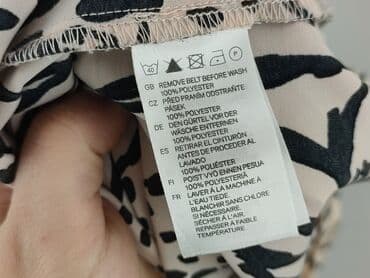 40
P
GB REMOVE BELT BEFORE WASH
100% POLYESTER
CZ PŘED PRANÍM ODSTRAŇTE
PÁSEK
100% POLYESTER
DE DEN GÜRTEL VOR DER
WÄSCHE ENTFERNEN
100% POLYESTER
ES RETIRAR EL CINTURÓN
ANTES DE PROCEDER AL
LAVADO
100% POLIÉSTER
FI POISTA VYÖ ENNEN PESUA
100% POLYESTERIÄ
FR LAVER À LA MACHINE À
L'EAU CHAUDE
BLANCHIR SANS CHLORE
SI NÉCESSAIRE.
SÉCHER À L'AIR.
REPASSER À FAIBLE
TEMPÉRATURE